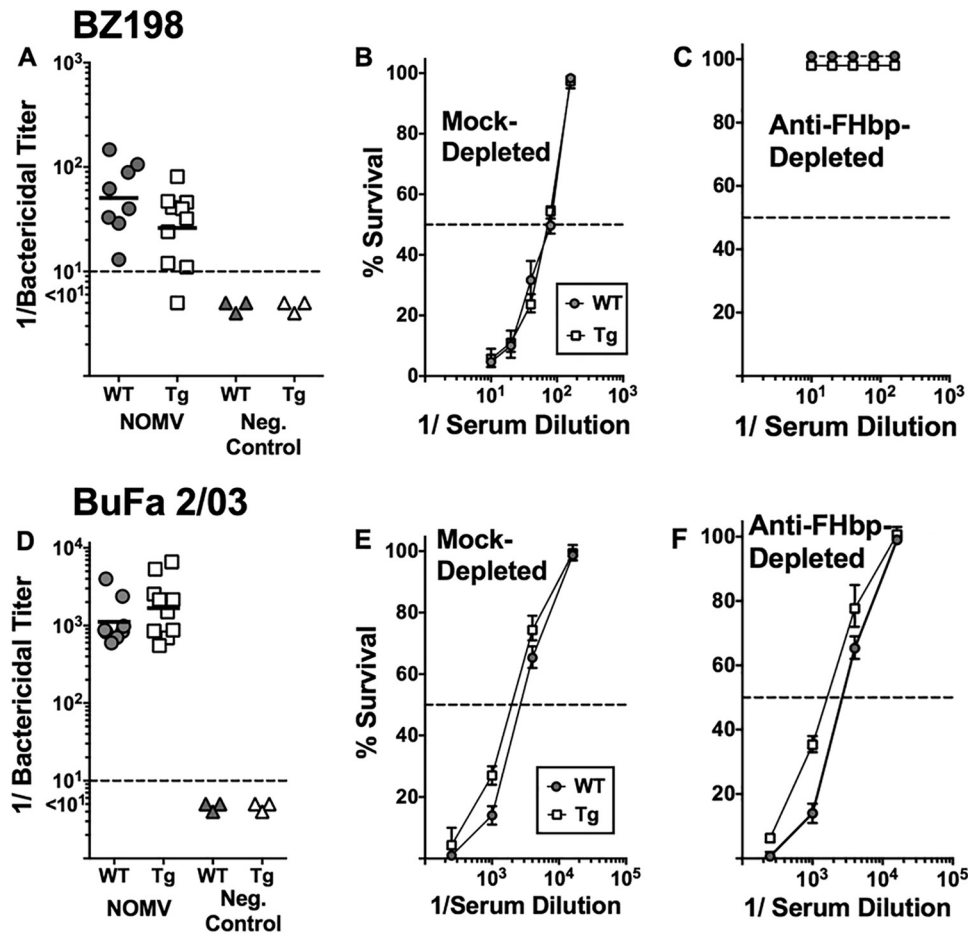 BZ198
A
10³
10²
10¹
<10¹
1/Bactericidal Titer
WT Tg WT Tg
NOMV Neg.
Control
B
Mock-
Depleted
100
80
60
40
20
0
% Survival
WT
Tg
10¹ 10² 10³
1/ Serum Dilution
C
Anti-FHbp-
Depleted
100
80
60
40
20
10¹ 10² 10³
1/ Serum Dilution
BuFa 2/03
D
10⁴
10³
10²
10¹
<10¹
1/ Bactericidal Titer
WT Tg WT Tg
NOMV Neg.
Control
E
Mock-
Depleted
100
80
60
40
20
% Survival
WT
Tg
10³ 10⁴ 10⁵
1/Serum Dilution
F
Anti-FHbp-
Depleted
100
80
60
40
20
10³ 10⁴ 10⁵
1/ Serum Dilution